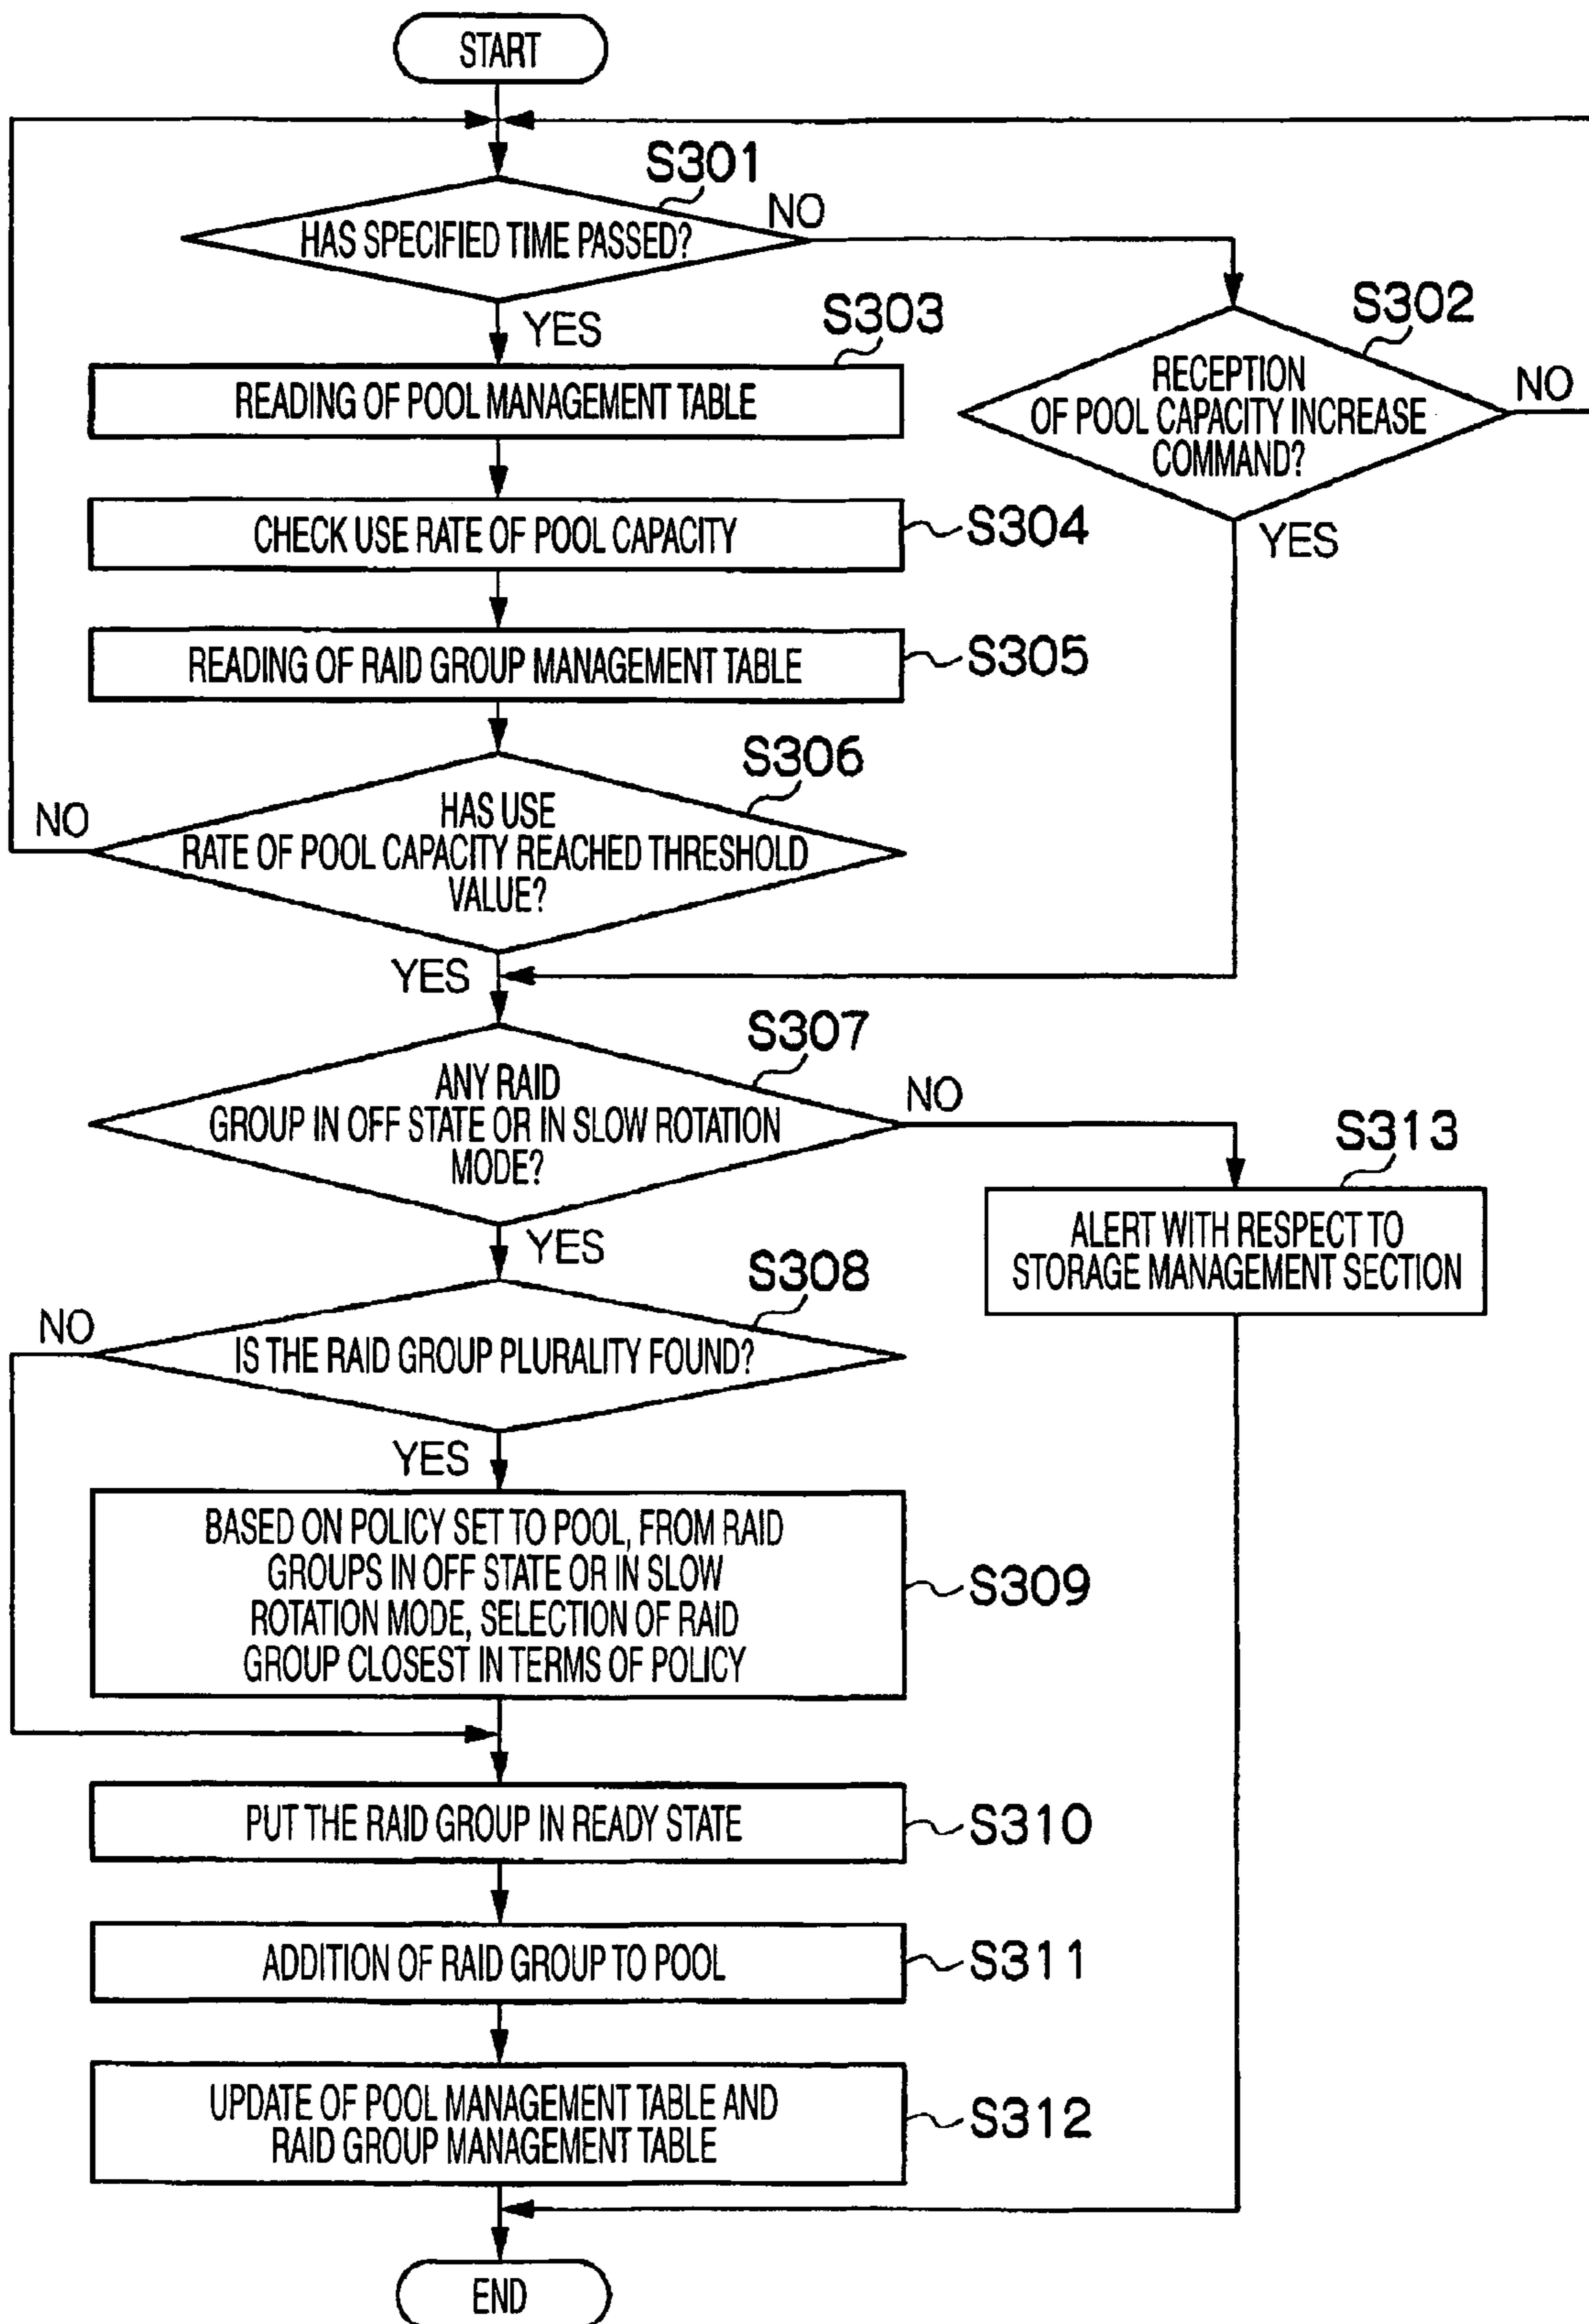 START
S301
NO
HAS SPECIFIED TIME PASSED?
YES
S303
S302
READING OF POOL MANAGEMENT TABLE
RECEPTION
OF POOL CAPACITY INCREASE
COMMAND?
NO
CHECK USE RATE OF POOL CAPACITY
S304
YES
READING OF RAID GROUP MANAGEMENT TABLE
S305
S306
NO
HAS USE
RATE OF POOL CAPACITY REACHED THRESHOLD
VALUE?
YES
S307
ANY RAID
GROUP IN OFF STATE OR IN SLOW ROTATION
MODE?
NO
S313
ALERT WITH RESPECT TO
STORAGE MANAGEMENT SECTION
YES
S308
NO
IS THE RAID GROUP PLURALITY FOUND?
YES
BASED ON POLICY SET TO POOL, FROM RAID
GROUPS IN OFF STATE OR IN SLOW
ROTATION MODE, SELECTION OF RAID
GROUP CLOSEST IN TERMS OF POLICY
S309
PUT THE RAID GROUP IN READY STATE
S310
ADDITION OF RAID GROUP TO POOL
S311
UPDATE OF POOL MANAGEMENT TABLE AND
RAID GROUP MANAGEMENT TABLE
S312
END